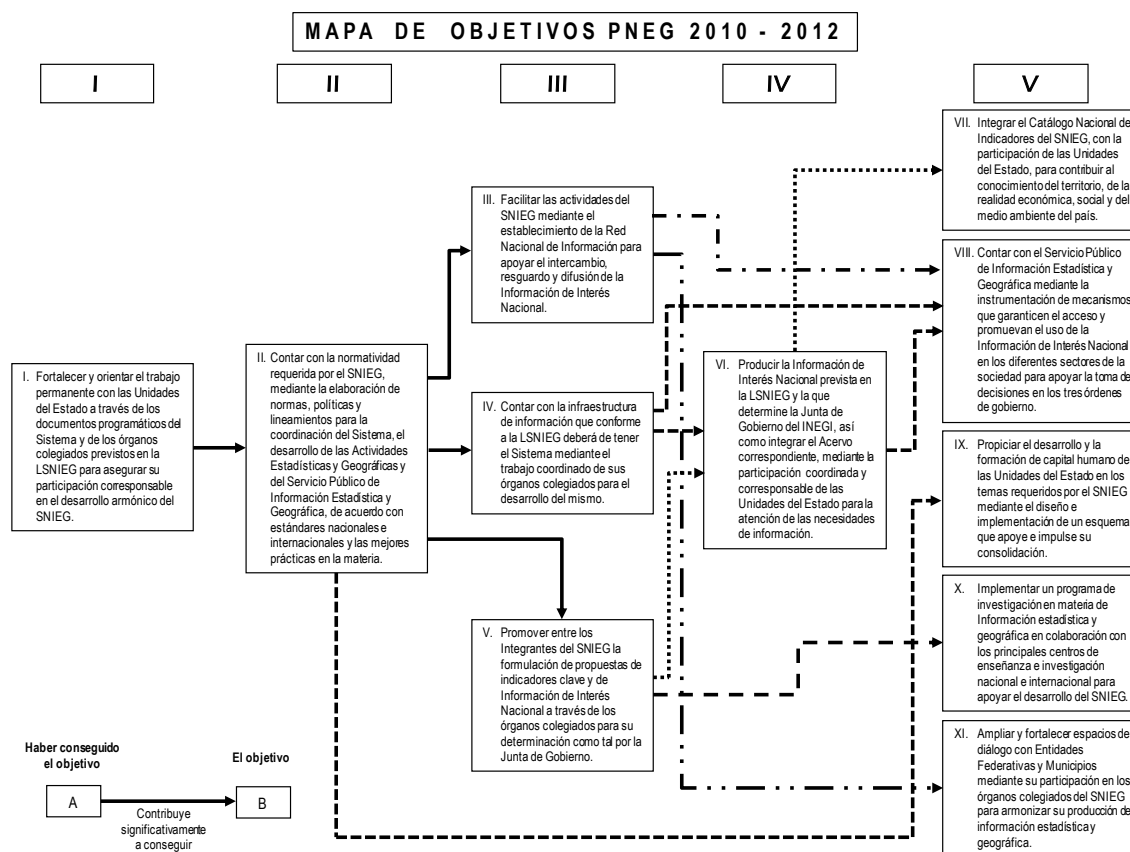 MAPA DE OBJETIVOS PNEG 2010 - 2012
I
II
III
IV
V
I. Fortalecer y orientar el trabajo
permanente con las Unidades
del Estado a través de los
documentos programáticos del
Sistema y de los órganos
colegiados previstos en la
LSNIEG para asegurar su
participación corresponsable
en el desarrollo armónico del
SNIEG.
II. Contar con la normatividad
requerida por el SNIEG,
mediante la elaboración de
normas, políticas y
lineamientos para la
coordinación del Sistema, el
desarrollo de las Actividades
Estadísticas y Geográficas y
del Servicio Público de
Información Estadística y
Geográfica, de acuerdo con
estándares nacionales e
internacionales y las mejores
prácticas en la materia.
III. Facilitar las actividades del
SNIEG mediante el
establecimiento de la Red
Nacional de Información para
apoyar el intercambio,
resguardo y difusión de la
Información de Interés
Nacional.
IV. Contar con la infraestructura
de información que conforme
a la LSNIEG deberá de tener
el Sistema mediante el
trabajo coordinado de sus
órganos colegiados para el
desarrollo del mismo.
V. Promover entre los
Integrantes del SNIEG la
formulación de propuestas de
indicadores clave y de
Información de Interés
Nacional a través de los
órganos colegiados para su
determinación como tal por la
Junta de Gobierno.
VI. Producir la Información de
Interés Nacional prevista en
la LSNIEG y la que
determine la Junta de
Gobierno del INEGI, así
como integrar el Acervo
correspondiente, mediante la
participación coordinada y
corresponsable de las
Unidades del Estado para la
atención de las necesidades
de información.
VII. Integrar el Catálogo Nacional de
Indicadores del SNIEG, con la
participación de las Unidades
del Estado, para contribuir al
conocimiento del territorio, de la
realidad económica, social y del
medio ambiente del país.
VIII. Contar con el Servicio Público
de Información Estadística y
Geográfica mediante la
instrumentación de mecanismos
que garanticen el acceso y
promuevan el uso de la
Información de Interés Nacional
en los diferentes sectores de la
sociedad para apoyar la toma de
decisiones en los tres órdenes
de gobierno.
IX. Propiciar el desarrollo y la
formación de capital humano de
las Unidades del Estado en los
temas requeridos por el SNIEG
mediante el diseño e
implementación de un esquema
que apoye e impulse su
consolidación.
X. Implementar un programa de
investigación en materia de
Información estadística y
geográfica en colaboración con
los principales centros de
enseñanza e investigación
nacional e internacional para
apoyar el desarrollo del SNIEG.
XI. Ampliar y fortalecer espacios de
diálogo con Entidades
Federativas y Municipios
mediante su participación en los
órganos colegiados del SNIEG
para armonizar su producción de
información estadística y
geográfica.
Haber conseguido
el objetivo
El objetivo
A
B
Contribuye
significativamente
a conseguir